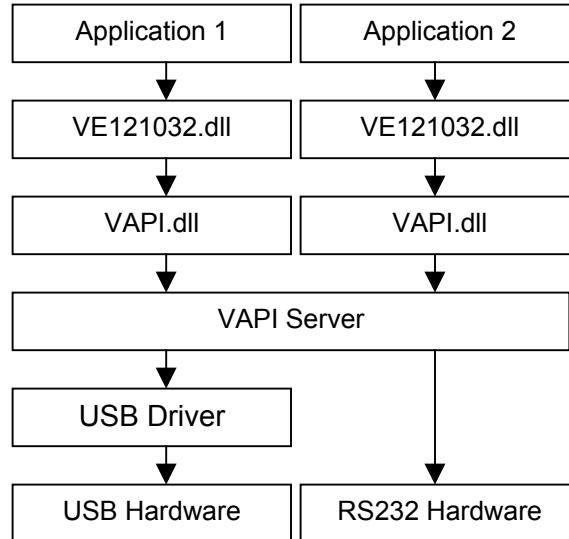 Application 1
Application 2
VE121032.dll
VE121032.dll
VAPI.dll
VAPI.dll
VAPI Server
USB Driver
USB Hardware
RS232 Hardware